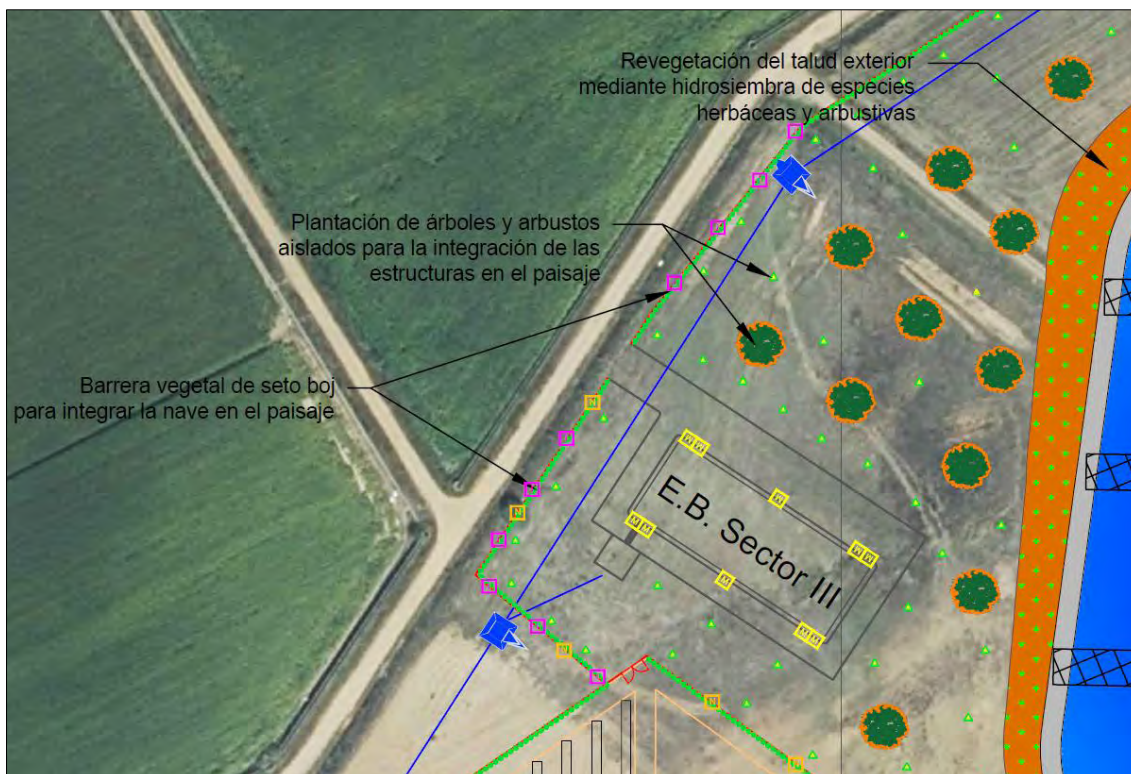 Revegetación del talud exterior
mediante hidrosiembra de especies
herbáceas y arbustivas
Plantación de árboles y arbustos
aislados para la integración de las
estructuras en el paisaje
Barrera vegetal de seto boj
para integrar la nave en el paisaje
E.B. Sector III